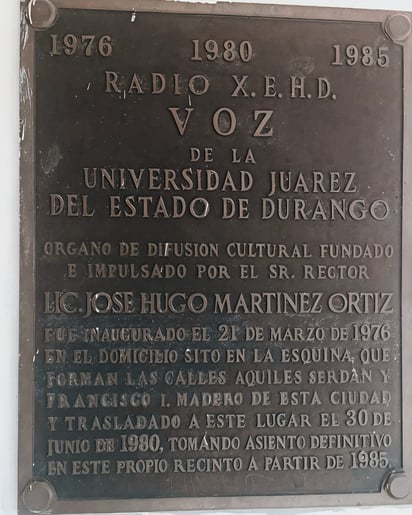 1976 1980 1985
RADIO X.E.H.D.
VOZ
DE LA
UNIVERSIDAD JUAREZ
DEL ESTADO DE DURANGO
ORGANO DE DIFUSION CULTURAL FUNDADO
E IMPULSADO POR EL SR. RECTOR
LIC. JOSE HUGO MARTINEZ ORTIZ
FUE INAUGURADO EL 21 DE MARZO DE 1976
EN EL DOMICILIO SITO EN LA ESQUINA, QUE
FORMAN LAS CALLES AQUILES SERDAN Y
FRANCISCO I. MADERO DE ESTA CIUDAD
Y TRASLADADO A ESTE LUGAR EL 30 DE
JUNIO DE 1980, TOMANDO ASIENTO DEFINITIVO
EN ESTE PROPIO RECINTO A PARTIR DE 1985.